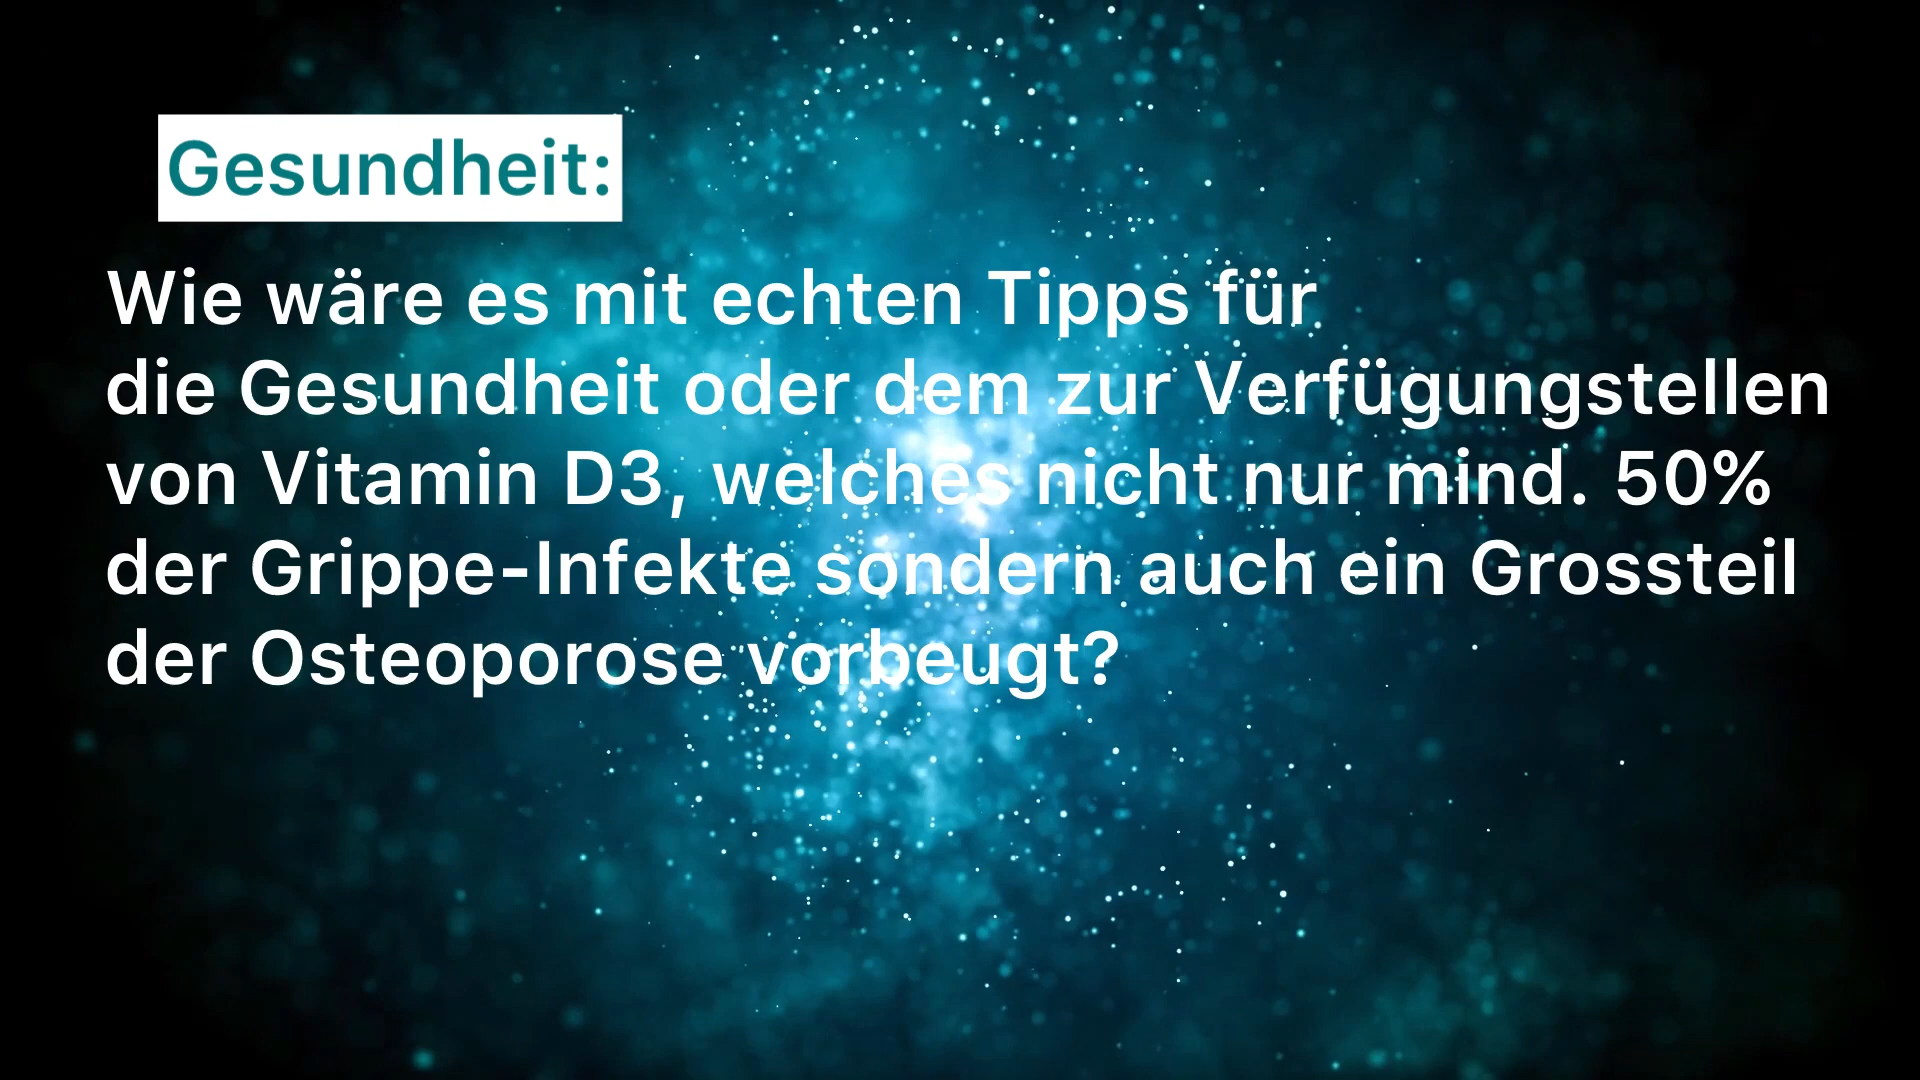 Gesundheit:
Wie wäre es mit echten Tipps für
die Gesundheit oder dem zur Verfügungstellen
von Vitamin D3, welches nicht nur mind. 50%
der Grippe-Infekte sondern auch ein Grossteil
der Osteoporose vorbeugt?